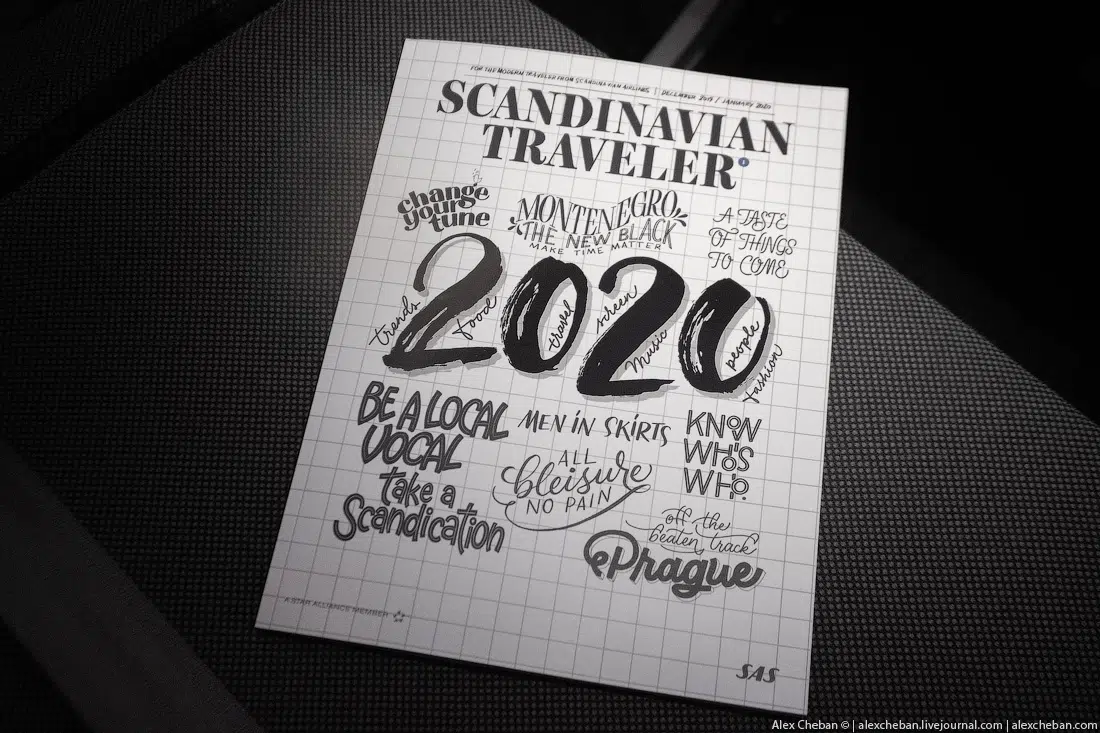 FOR THE MODERN TRAVELER FROM SCANDINAVIAN AIRLINES | DECEMBER 2019 / JANUARY 2020
SCANDINAVIAN
TRAVELER
change
your
tune
MONTENEGRO
THE NEW BLACK
MAKE TIME MATTER
A TASTE
OF THINGS
TO COME
2020
trends
food
travel
screen
Music
people
fashion
BE A LOCAL
VOCAL
take a
Scandication
MEN IN SKIRTS
ALL
bleisure
NO PAIN
KNOW
WHO'S
WHO.
off the
beaten track
Prague
A STAR ALLIANCE MEMBER
SAS
Alex Cheban © | alexcheban.livejournal.com | alexcheban.com